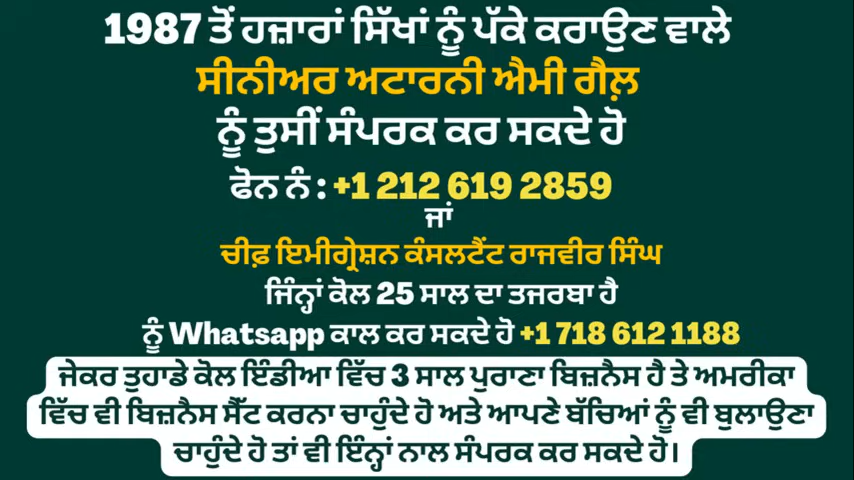 1987 ਤੋਂ ਹਜ਼ਾਰਾਂ ਸਿੱਖਾਂ ਨੂੰ ਪੱਕੇ ਕਰਾਉਣ ਵਾਲੇ
ਸੀਨੀਅਰ ਅਟਾਰਨੀ ਐਮੀ ਗੈਲ਼
ਨੂੰ ਤੁਸੀਂ ਸੰਪਰਕ ਕਰ ਸਕਦੇ ਹੋ
ਫੋਨ ਨੰ : +1 212 619 2859
ਜਾਂ
ਚੀਫ਼ ਇਮੀਗ੍ਰੇਸ਼ਨ ਕੰਸਲਟੈਂਟ ਰਾਜਵੀਰ ਸਿੰਘ
ਜਿੰਨ੍ਹਾਂ ਕੋਲ 25 ਸਾਲ ਦਾ ਤਜਰਬਾ ਹੈ
ਨੂੰ Whatsapp ਕਾਲ ਕਰ ਸਕਦੇ ਹੋ +1 718 612 1188
ਜੇਕਰ ਤੁਹਾਡੇ ਕੋਲ ਇੰਡੀਆ ਵਿੱਚ 3 ਸਾਲ ਪੁਰਾਣਾ ਬਿਜ਼ਨੈਸ ਹੈ ਤੇ ਅਮਰੀਕਾ
ਵਿੱਚ ਵੀ ਬਿਜ਼ਨੈਸ ਸੈੱਟ ਕਰਨਾ ਚਾਹੁੰਦੇ ਹੋ ਅਤੇ ਆਪਣੇ ਬੱਚਿਆਂ ਨੂੰ ਵੀ ਬੁਲਾਉਣਾ
ਚਾਹੁੰਦੇ ਹੋ ਤਾਂ ਵੀ ਇੰਨ੍ਹਾਂ ਨਾਲ ਸੰਪਰਕ ਕਰ ਸਕਦੇ ਹੋ।